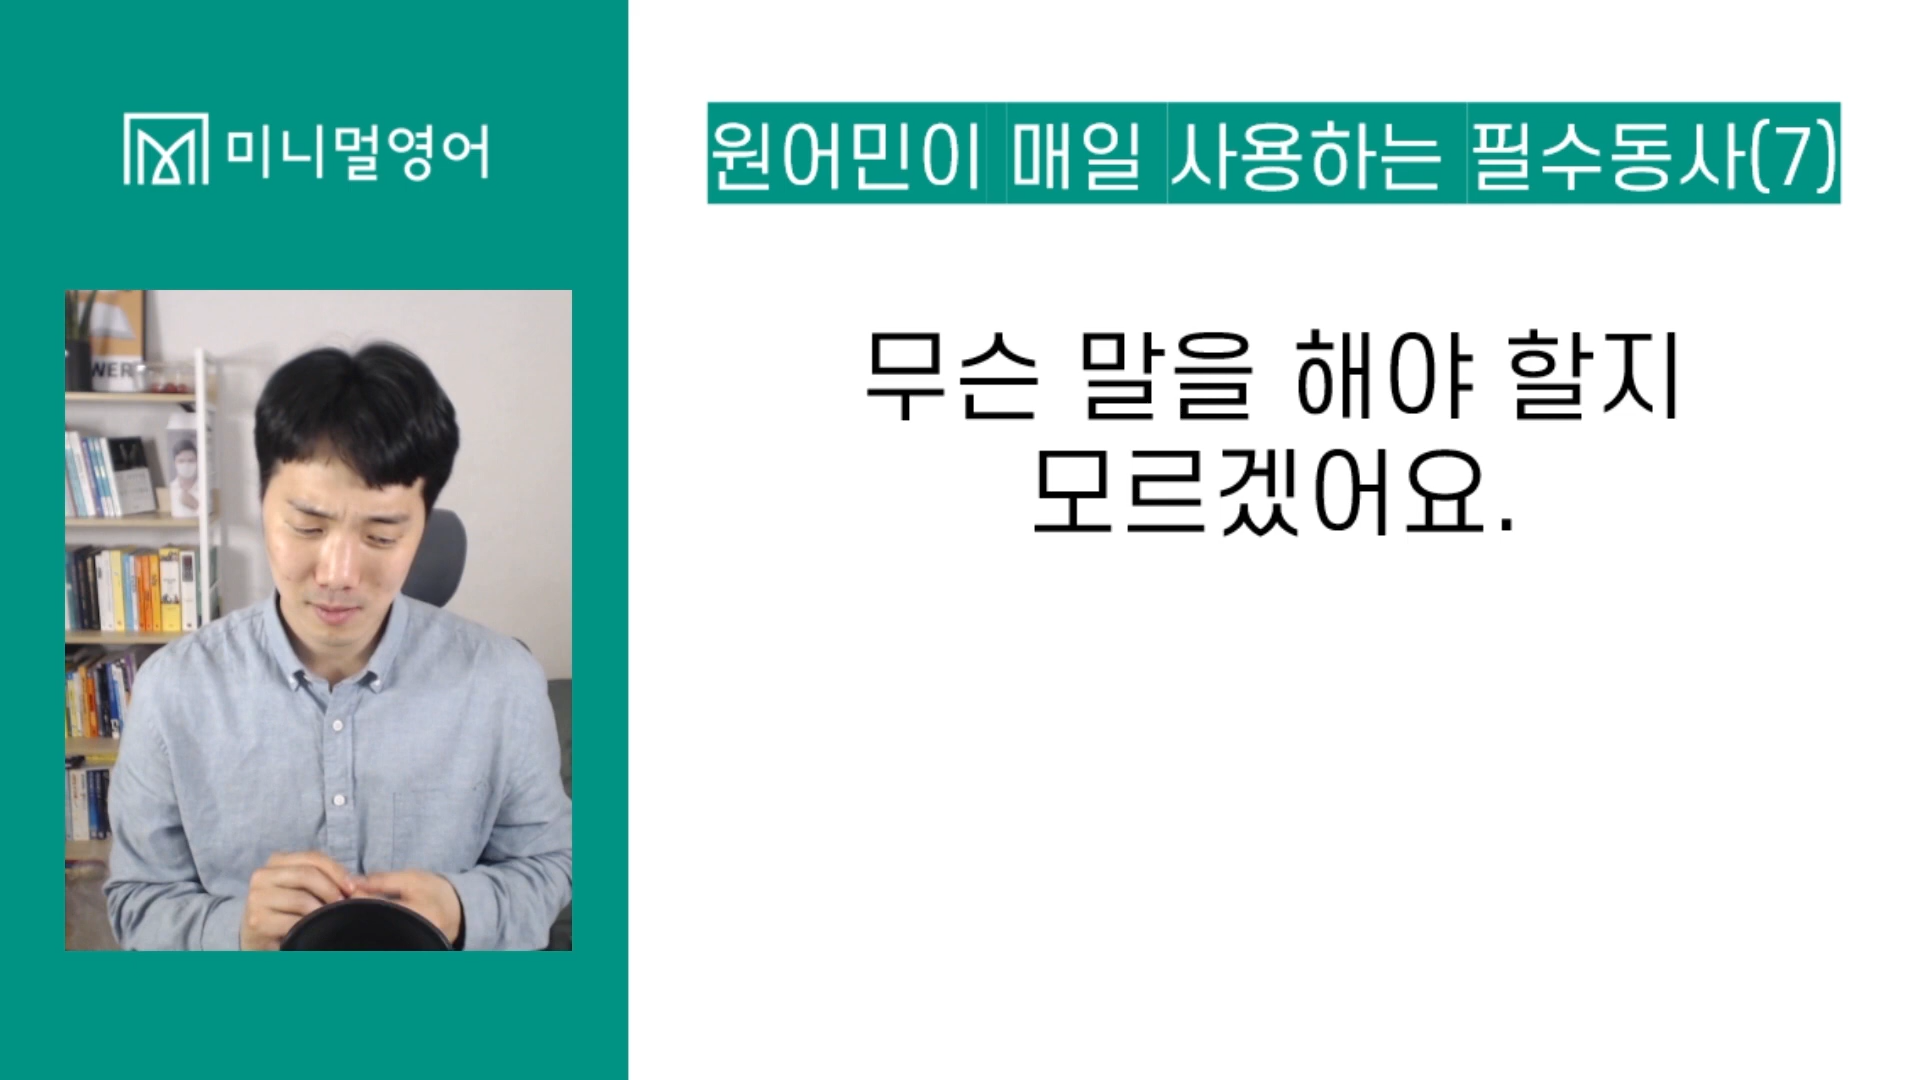 미니멀영어
원어민이 매일 사용하는 필수동사(7)
무슨 말을 해야 할지
모르겠어요.
WER